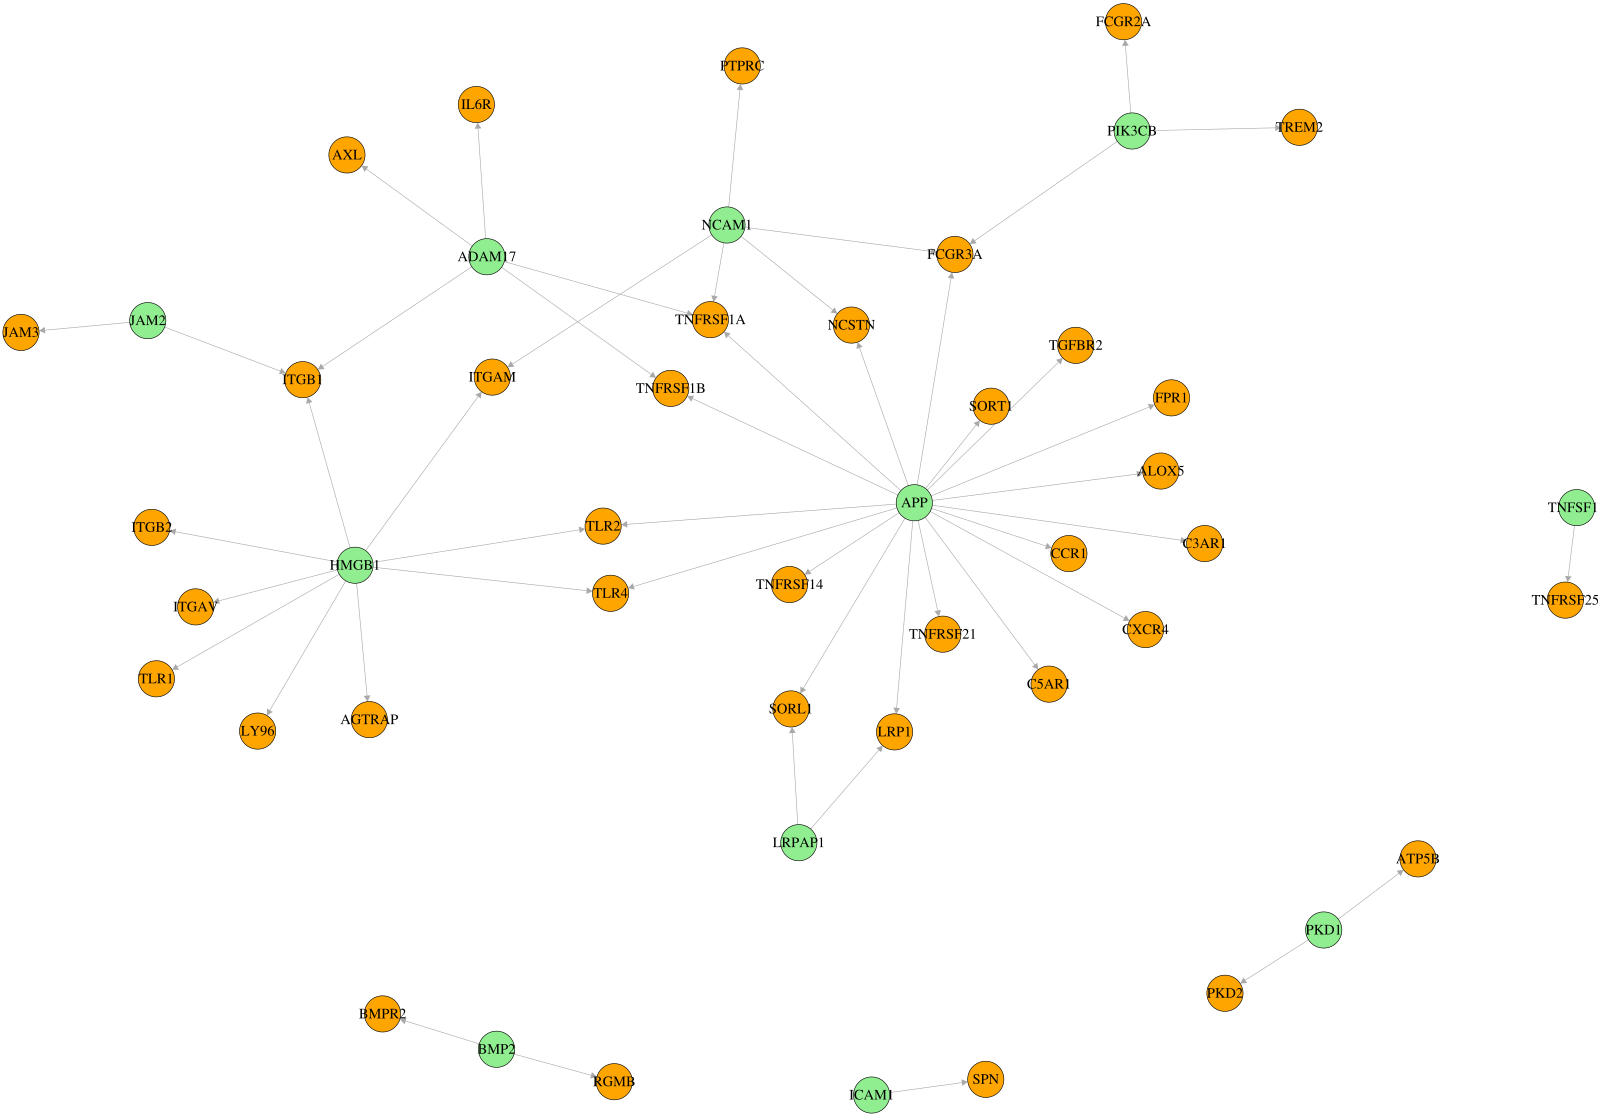 FCGR2A
PTPRC
IL6R
TREM2
PIK3CB
AXL
NCAM1
FCGR3A
ADAM17
JAM2
TNFRSF1A
NCSTN
JAM3
TGFBR2
ITGAM
ITGB1
TNFRSF1B
FPR1
SORT1
ALOX5
APP
TNFSF1
TLR2
ITGB2
C3AR1
CCR1
HMGB1
TNFRSF14
TLR4
TNFRSF25
ITGAV
CXCR4
TNFRSF21
TLR1
C5AR1
SORL1
AGTRAP
LY96
LRP1
LRPAP1
ATP5B
PKD1
PKD2
BMPR2
BMP2
SPN
RGMB
ICAM1